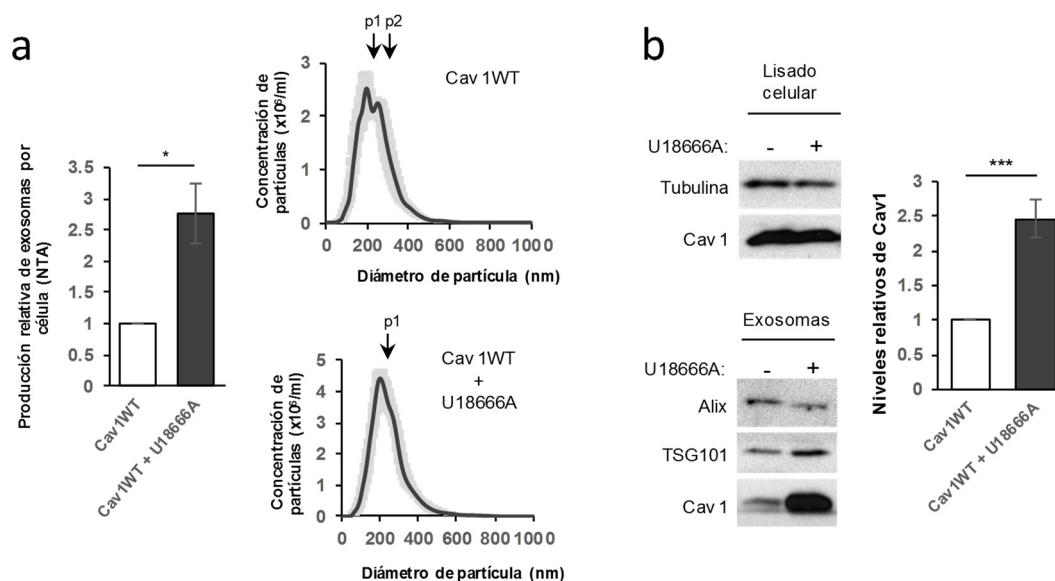 a
Producción relativa de exosomas por
célula (NTA)
3.5
3
2.5
2
1.5
1
0.5
0
*
Cav1WT
Cav1WT + U18666A
p1 p2
Cav 1WT
Concentración de
partículas (x10⁶/ml)
3
2
1
0
0 200 400 600 800 1000
Diámetro de partícula (nm)
p1
Cav 1WT
+
U18666A
Concentración de
partículas (x10⁶/ml)
5
4
3
2
1
0
0 200 400 600 800 1000
Diámetro de partícula (nm)
b
Lisado
celular
U18666A: - +
Tubulina
Cav 1
Exosomas
U18666A: - +
Alix
TSG101
Cav 1
Niveles relativos de Cav1
3
2.5
2
1.5
1
0.5
0
***
Cav1WT
Cav1WT + U18666A